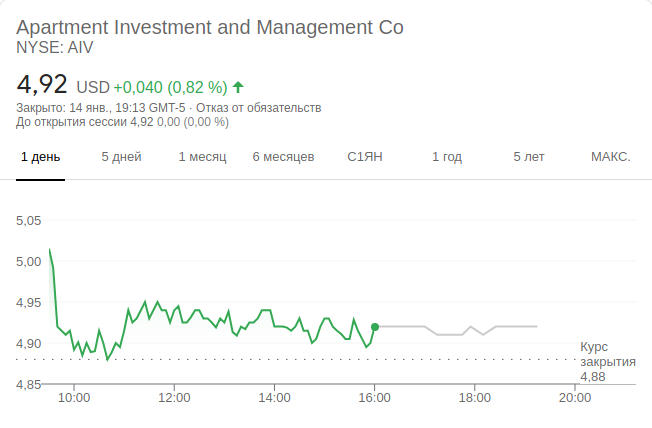 Apartment Investment and Management Co
NYSE: AIV
4,92 USD +0,040 (0,82 %)
Закрыто: 14 янв., 19:13 GMT-5 · Отказ от обязательств
До открытия сессии 4,92 0,00 (0,00 %)
1 день 5 дней 1 месяц 6 месяцев С1ЯН 1 год 5 лет МАКС.
5,05
5,00
4,95
4,90
Курс
закрытия
4,88
4,85
10:00 12:00 14:00 16:00 18:00 20:00